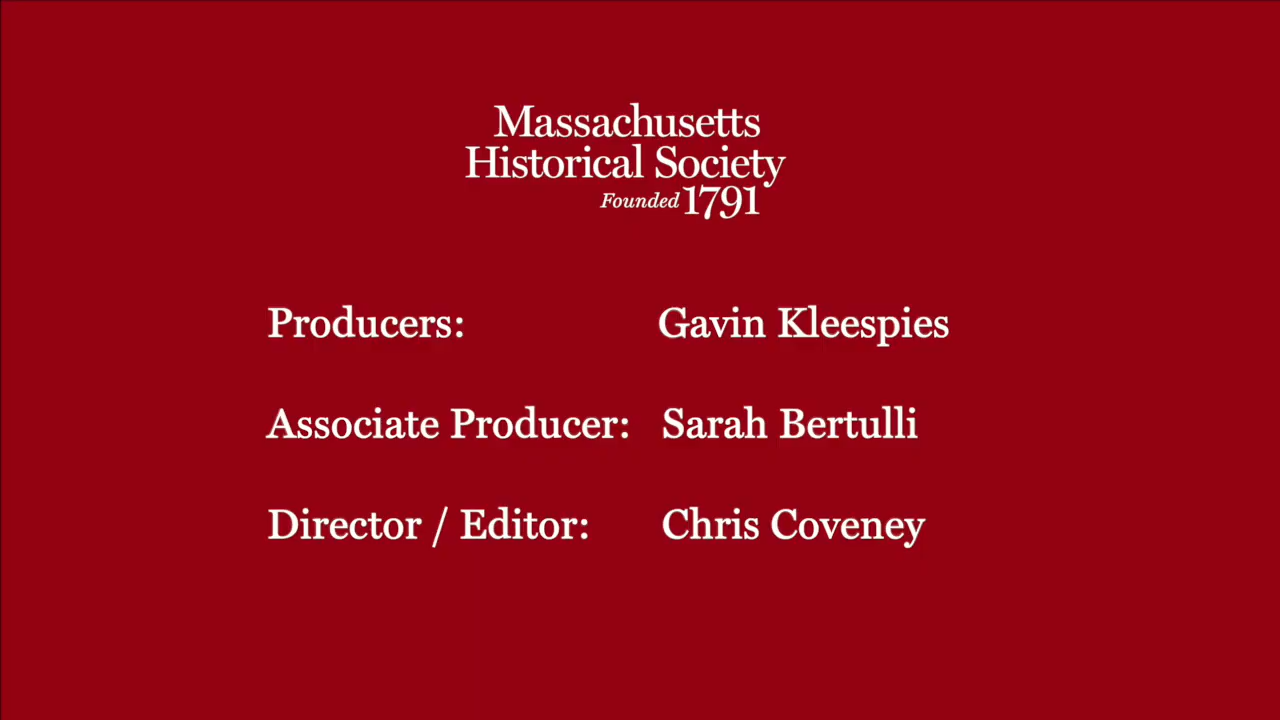 Massachusetts
Historical Society
Founded 1791
Producers: Gavin Kleespies
Associate Producer: Sarah Bertulli
Director / Editor: Chris Coveney